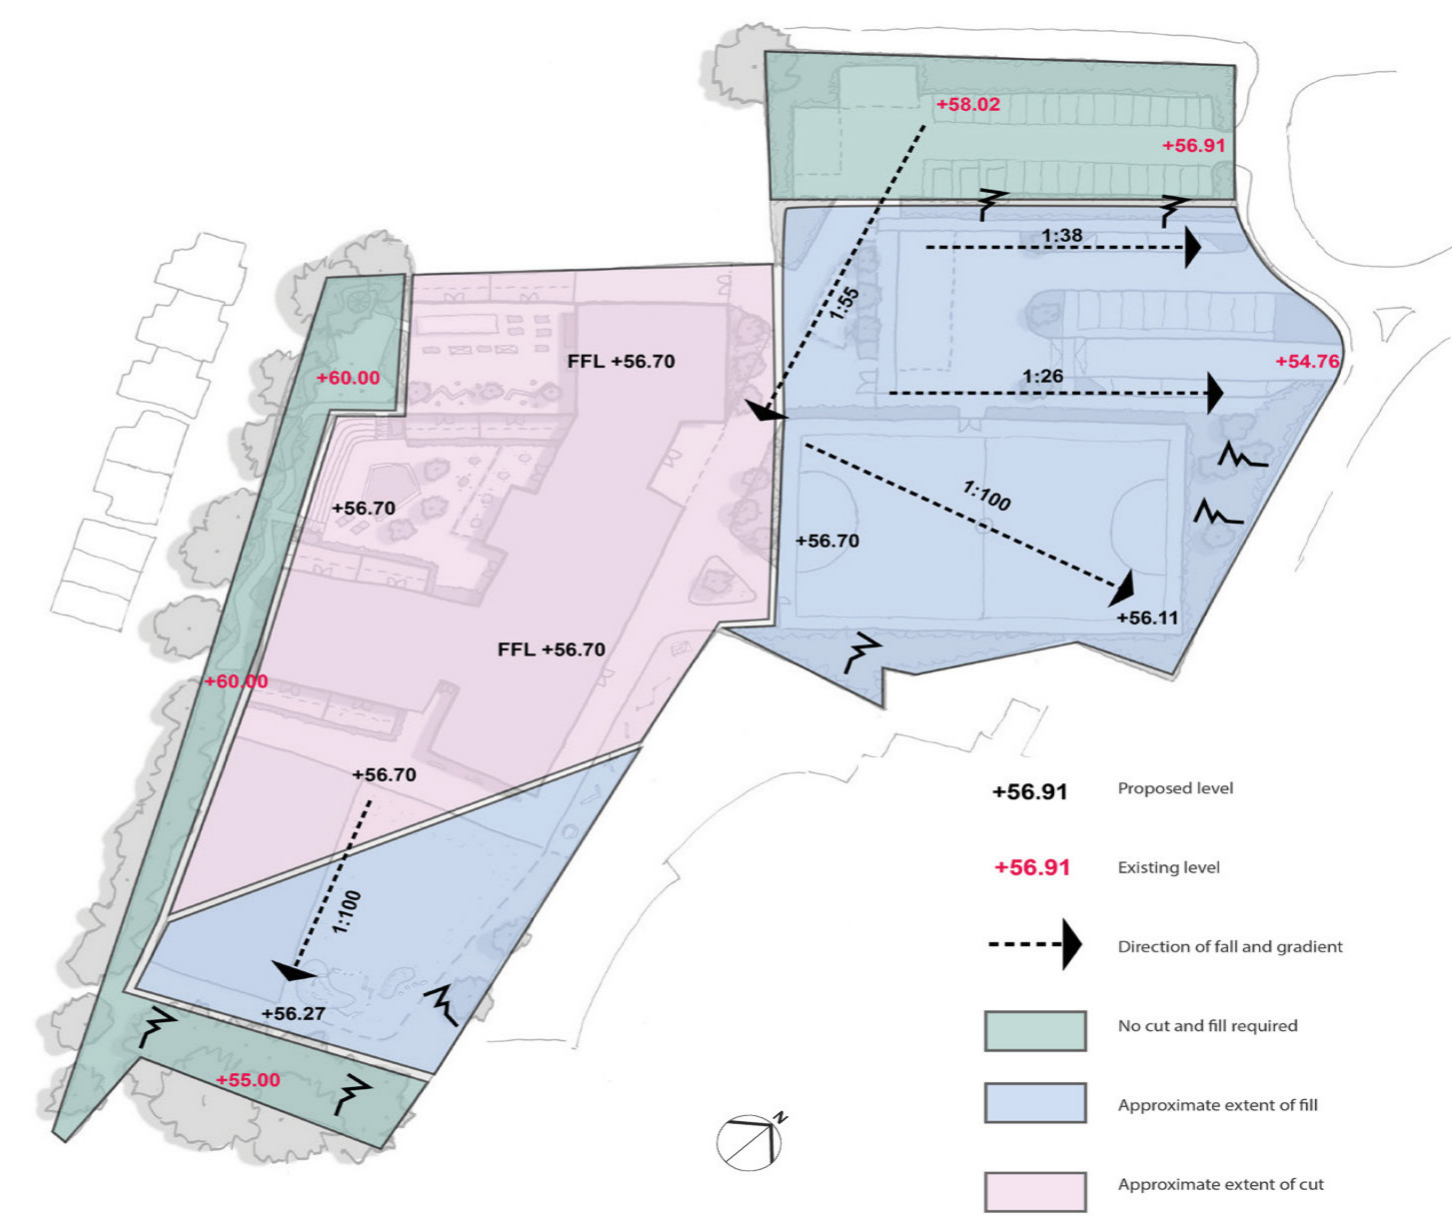 +58.02
+56.91
1:38
1:55
FFL +56.70
+54.76
+60.00
1:26
+56.70
1:100
+56.70
+56.11
FFL +56.70
+60.00
+56.70
+56.91 Proposed level
+56.91 Existing level
1:100
Direction of fall and gradient
+56.27
No cut and fill required
+55.00
Approximate extent of fill
N
Approximate extent of cut